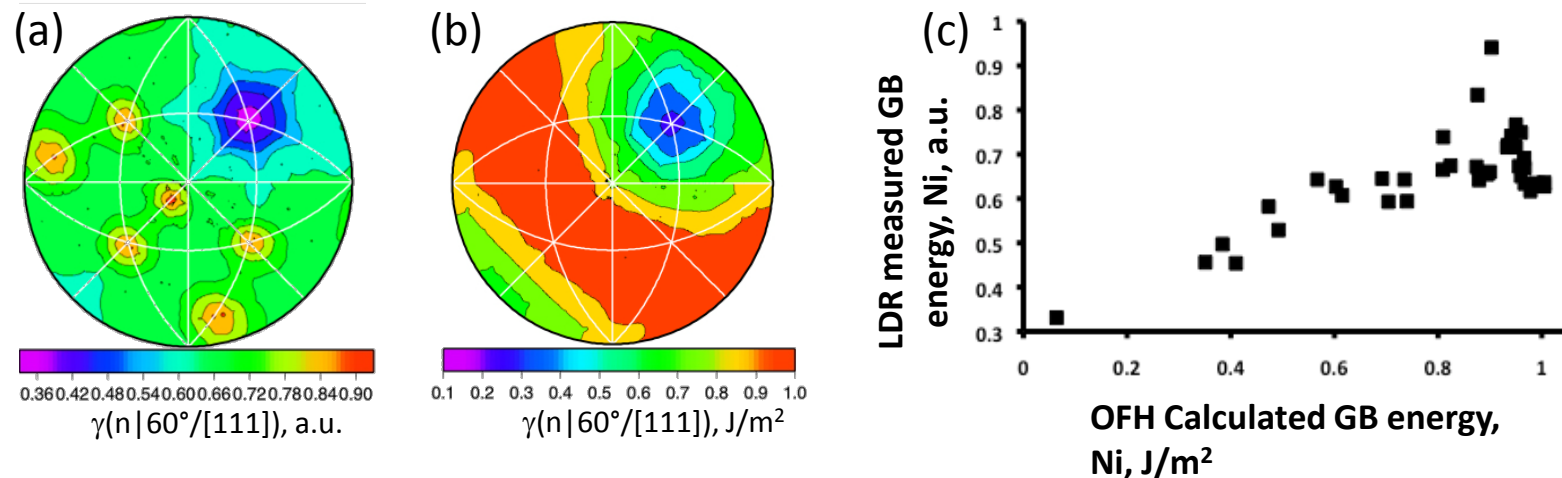 (a)
0.36 0.42 0.48 0.54 0.60 0.66 0.72 0.78 0.84 0.90
γ(n|60°/[111]), a.u.
(b)
0.1 0.2 0.3 0.4 0.5 0.6 0.7 0.8 0.9 1.0
γ(n|60°/[111]), J/m²
(c)
LDR measured GB
energy, Ni, a.u.
1
0.9
0.8
0.7
0.6
0.5
0.4
0.3
0 0.2 0.4 0.6 0.8 1
OFH Calculated GB energy,
Ni, J/m²